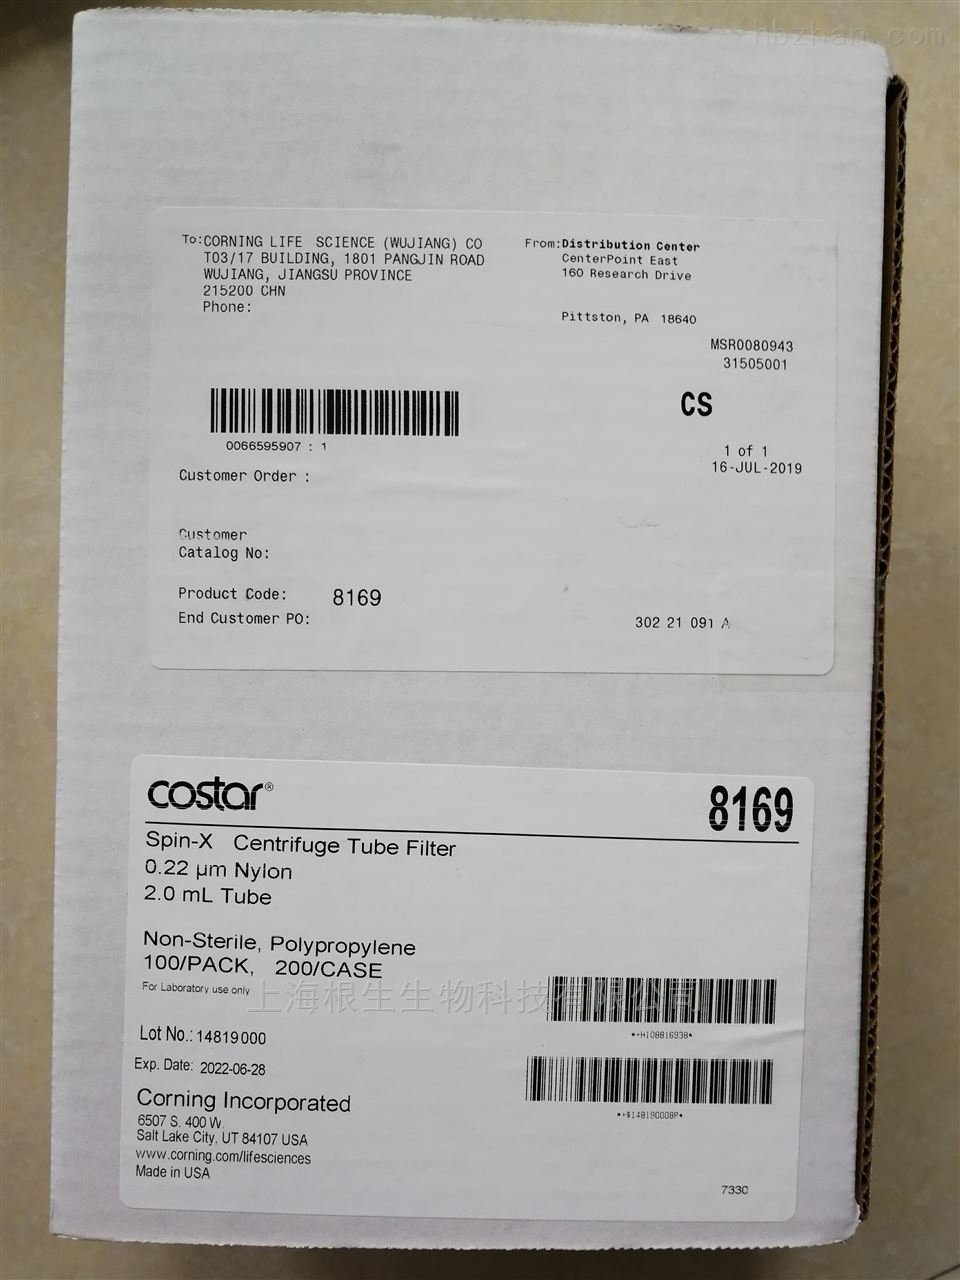 hbzhan.com
To:CORNING LIFE SCIENCE (WUJIANG) CO
T03/17 BUILDING, 1801 PANGJIN ROAD
WUJIANG, JIANGSU PROVINCE
215200 CHN
Phone:
From:Distribution Center
CenterPoint East
160 Research Drive
Pittston, PA 18640
MSR0080943
31505001
CS
0066595907 : 1
1 of 1
16-JUL-2019
Customer Order :
Customer
Catalog No:
Product Code: 8169
End Customer PO:
302 21 091 A
costar® 8169
Spin-X Centrifuge Tube Filter
0.22 µm Nylon
2.0 mL Tube
Non-Sterile, Polypropylene
100/PACK, 200/CASE
For Laboratory use only
上海根生生物科技有限公司
*+H108816938*
Lot No.: 14819000
Exp. Date: 2022-06-28
*+$148190008P*
Corning Incorporated
6507 S. 400 W.
Salt Lake City, UT 84107 USA
www.corning.com/lifesciences
Made in USA
7330